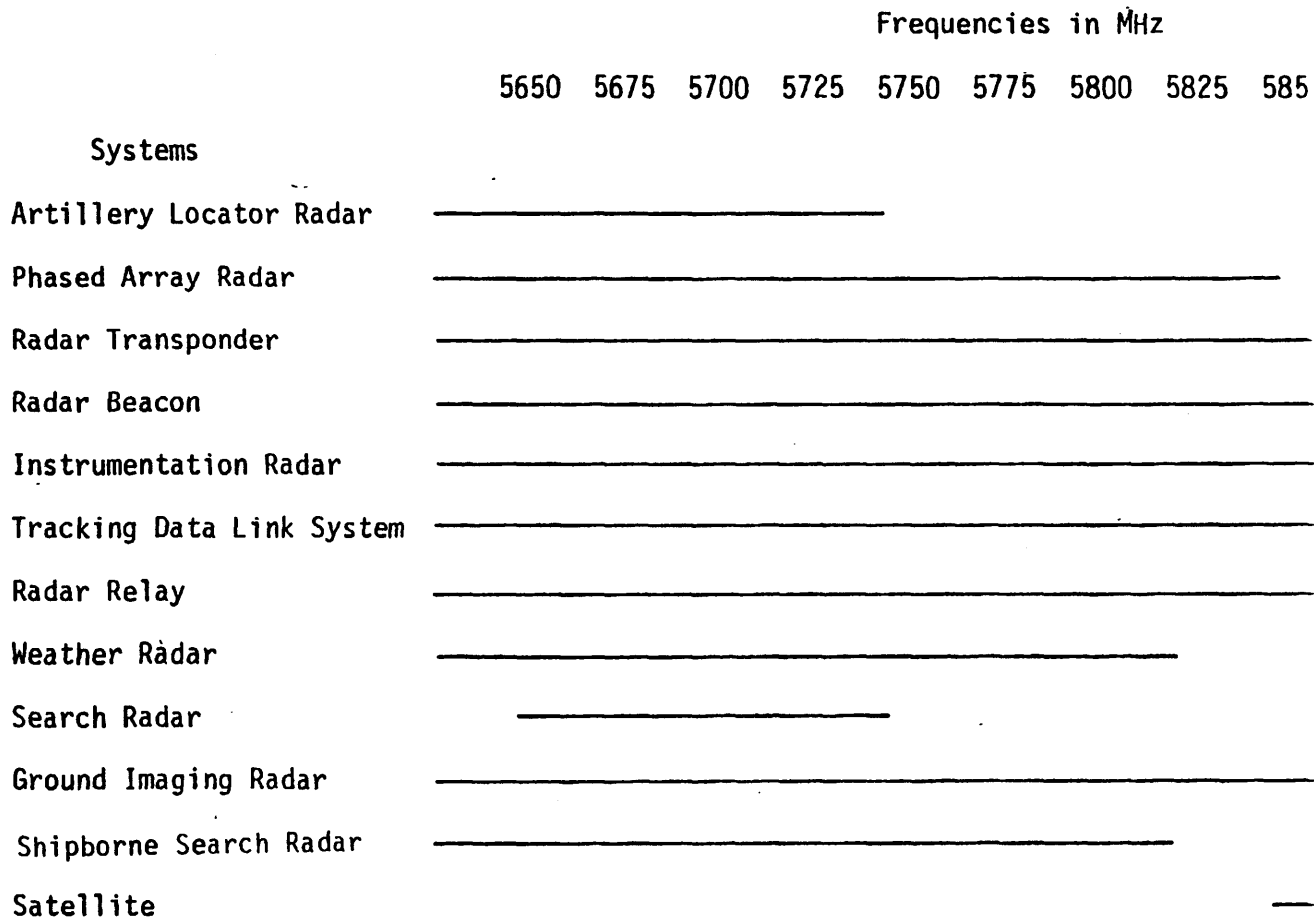 Frequencies in MHz
5650 5675 5700 5725 5750 5775 5800 5825 585
Systems
Artillery Locator Radar
Phased Array Radar
Radar Transponder
Radar Beacon
Instrumentation Radar
Tracking Data Link System
Radar Relay
Weather Radar
Search Radar
Ground Imaging Radar
Shipborne Search Radar
Satellite